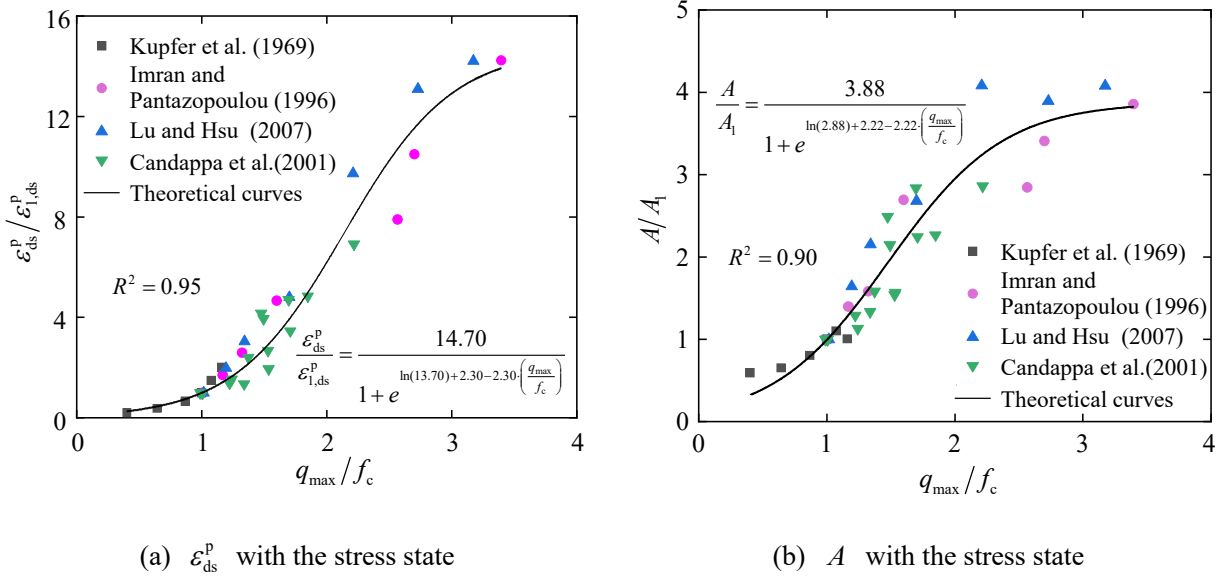 16
12
8
4
0
0
1
2
3
4
ε^p_ds / ε^p_1,ds
q_max / f_c
Kupfer et al. (1969)
Imran and
Pantazopoulou (1996)
Lu and Hsu (2007)
Candappa et al.(2001)
Theoretical curves
R² = 0.95
ε^p_ds / ε^p_1,ds = 14.70 / (1 + e^(ln(13.70)+2.30−2.30·(q_max/f_c)))
(a) ε^p_ds with the stress state
5
4
3
2
1
0
0
1
2
3
4
A / A_1
q_max / f_c
A / A_1 = 3.88 / (1 + e^(ln(2.88)+2.22−2.22·(q_max/f_c)))
R² = 0.90
Kupfer et al. (1969)
Imran and
Pantazopoulou (1996)
Lu and Hsu (2007)
Candappa et al.(2001)
Theoretical curves
(b) A with the stress state